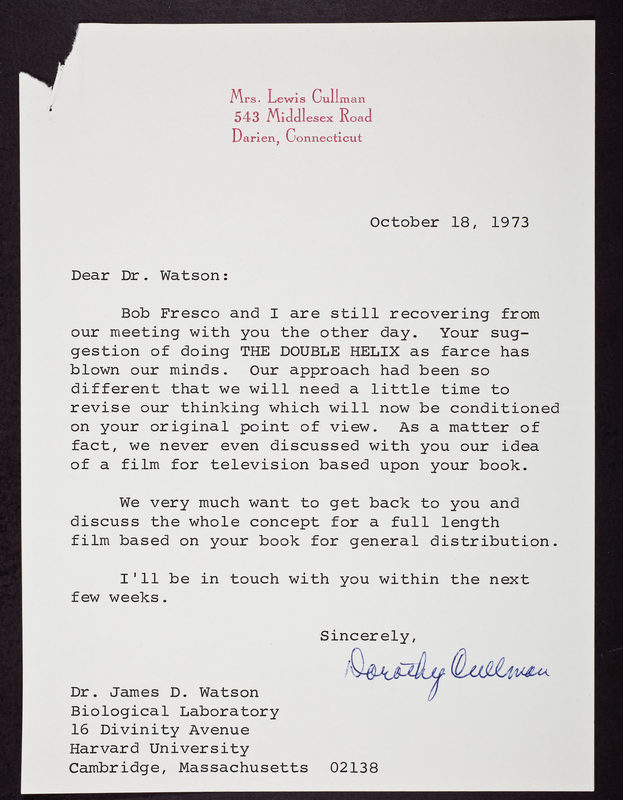 Mrs. Lewis Cullman
543 Middlesex Road
Darien, Connecticut
October 18, 1973
Dear Dr. Watson:
Bob Fresco and I are still recovering from
our meeting with you the other day. Your sug-
gestion of doing THE DOUBLE HELIX as farce has
blown our minds. Our approach had been so
different that we will need a little time to
revise our thinking which will now be conditioned
on your original point of view. As a matter of
fact, we never even discussed with you our idea
of a film for television based upon your book.
We very much want to get back to you and
discuss the whole concept for a full length
film based on your book for general distribution.
I'll be in touch with you within the next
few weeks.
Sincerely,
Dorothy Cullman
Dr. James D. Watson
Biological Laboratory
16 Divinity Avenue
Harvard University
Cambridge, Massachusetts 02138